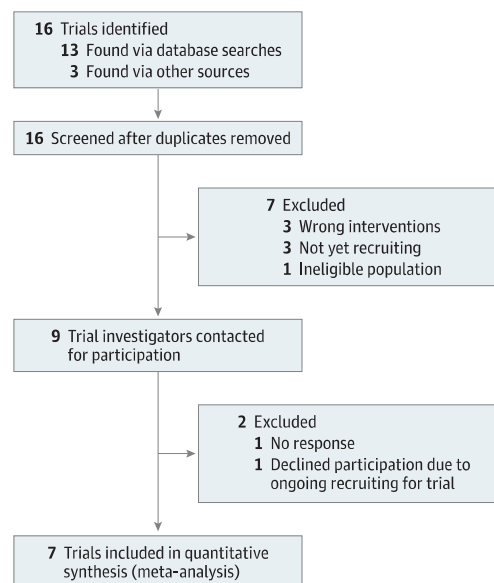 16 Trials identified
13 Found via database searches
3 Found via other sources
16 Screened after duplicates removed
7 Excluded
3 Wrong interventions
3 Not yet recruiting
1 Ineligible population
9 Trial investigators contacted
for participation
2 Excluded
1 No response
1 Declined participation due to
ongoing recruiting for trial
7 Trials included in quantitative
synthesis (meta-analysis)